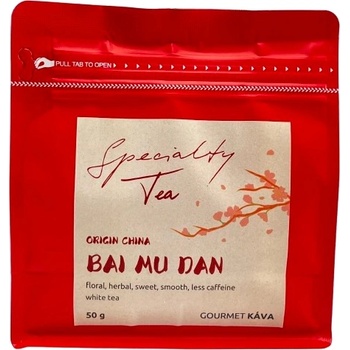 PULL TAB TO OPEN
Specialty
Tea
ORIGIN CHINA
BAI MU DAN
floral, herbal, sweet, smooth, less caffeine
white tea
50 g GOURMET KÁVA